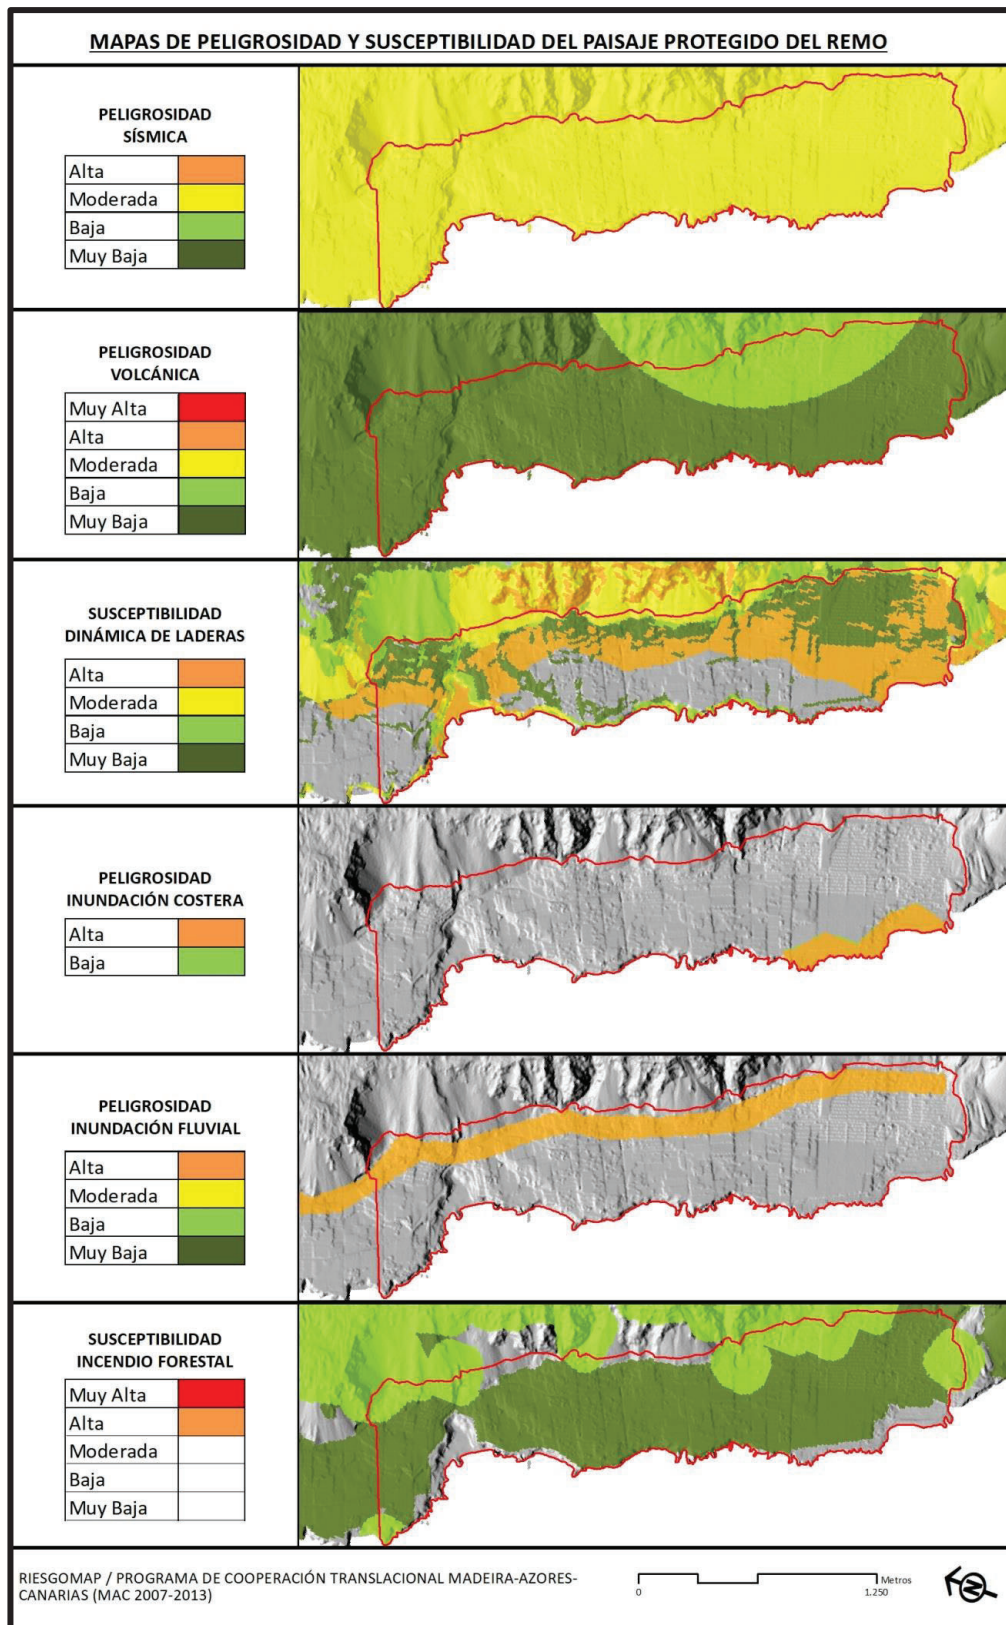 MAPAS DE PELIGROSIDAD Y SUSCEPTIBILIDAD DEL PAISAJE PROTEGIDO DEL REMO
PELIGROSIDAD
SÍSMICA
Alta
Moderada
Baja
Muy Baja
PELIGROSIDAD
VOLCÁNICA
Muy Alta
Alta
Moderada
Baja
Muy Baja
SUSCEPTIBILIDAD
DINÁMICA DE LADERAS
Alta
Moderada
Baja
Muy Baja
PELIGROSIDAD
INUNDACIÓN COSTERA
Alta
Baja
PELIGROSIDAD
INUNDACIÓN FLUVIAL
Alta
Moderada
Baja
Muy Baja
SUSCEPTIBILIDAD
INCENDIO FORESTAL
Muy Alta
Alta
Moderada
Baja
Muy Baja
RIESGOMAP / PROGRAMA DE COOPERACIÓN TRANSLACIONAL MADEIRA-AZORES-
CANARIAS (MAC 2007-2013)
Metros
0 1.250
N